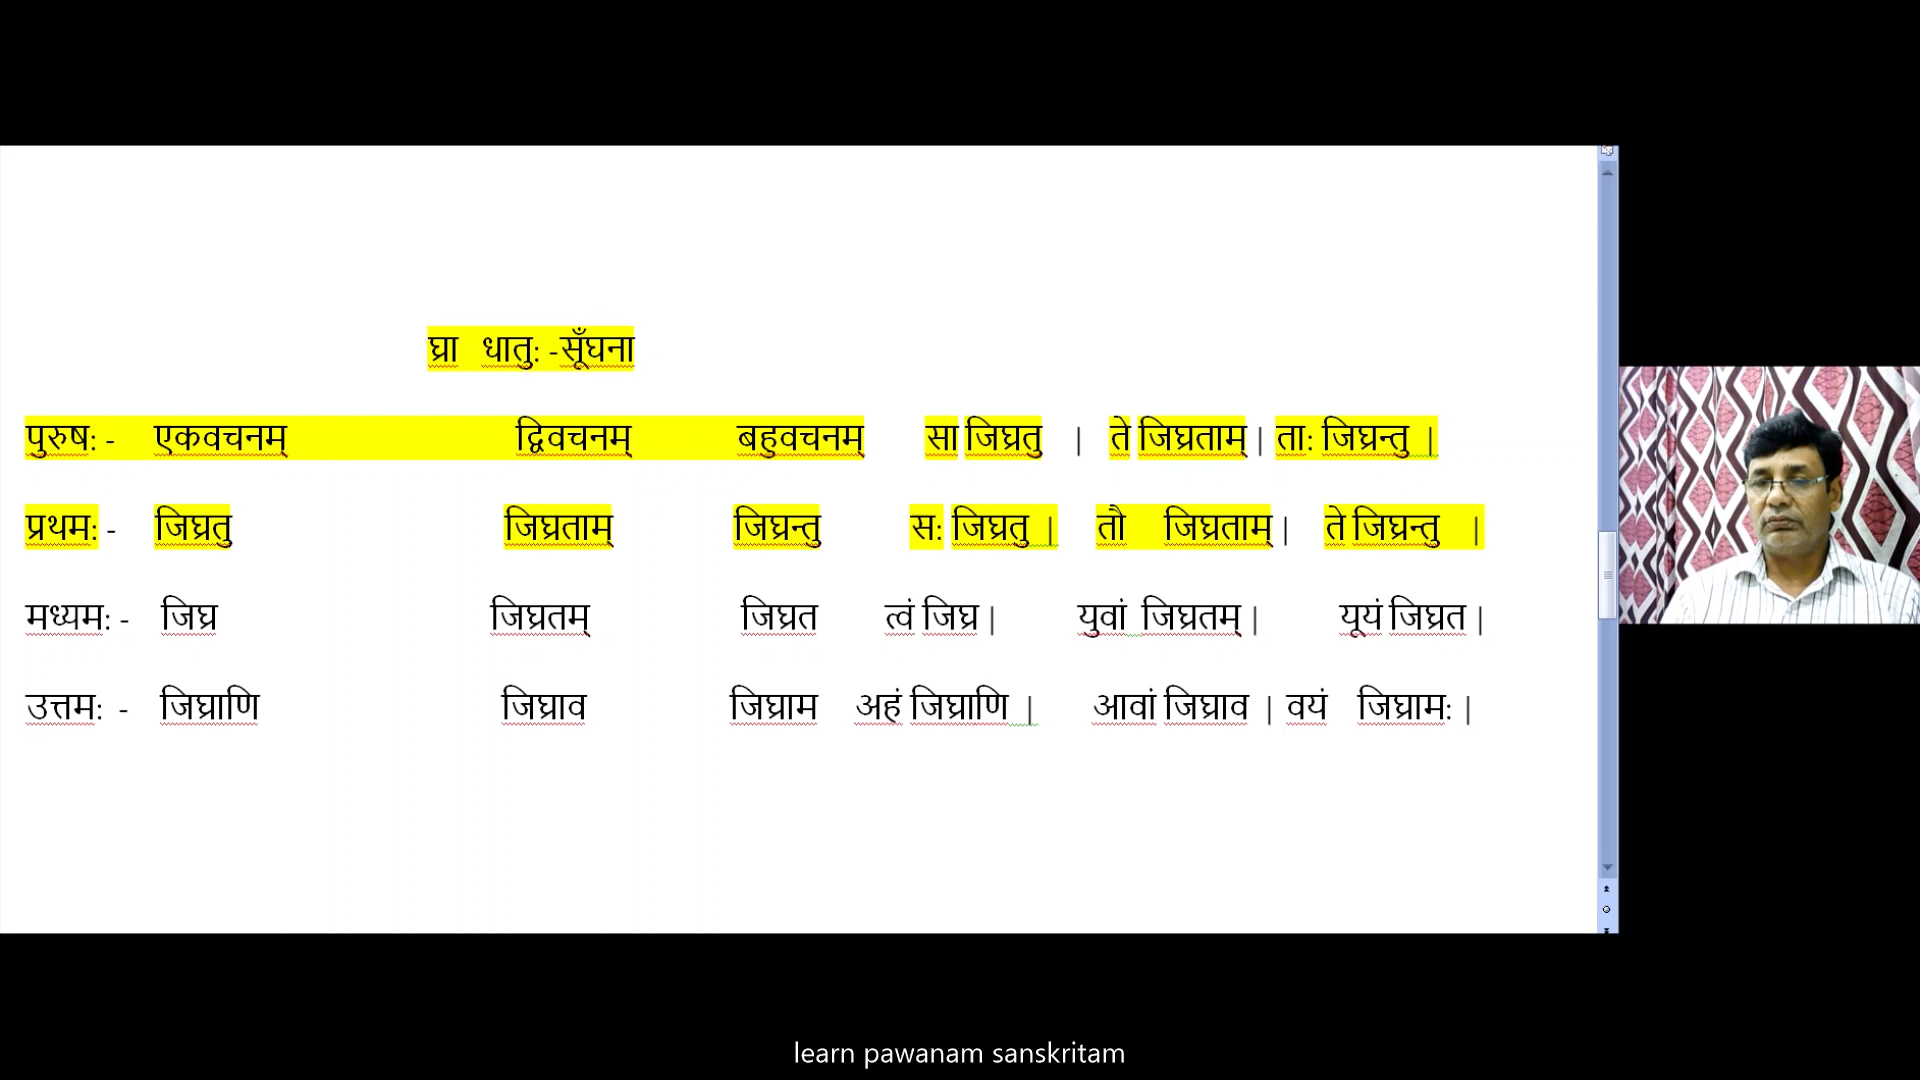 घ्रा धातु: -सूँघना
पुरुष: - एकवचनम् द्विवचनम् बहुवचनम् सा जिघ्रतु | ते जिघ्रताम् | ता: जिघ्रन्तु |
प्रथम: - जिघ्रतु जिघ्रताम् जिघ्रन्तु स: जिघ्रतु | तौ जिघ्रताम् | ते जिघ्रन्तु |
मध्यम: - जिघ्र जिघ्रतम् जिघ्रत त्वं जिघ्र | युवां जिघ्रतम् | यूयं जिघ्रत |
उत्तम: - जिघ्राणि जिघ्राव जिघ्राम अहं जिघ्राणि | आवां जिघ्राव | वयं जिघ्राम: |
learn pawanam sanskritam